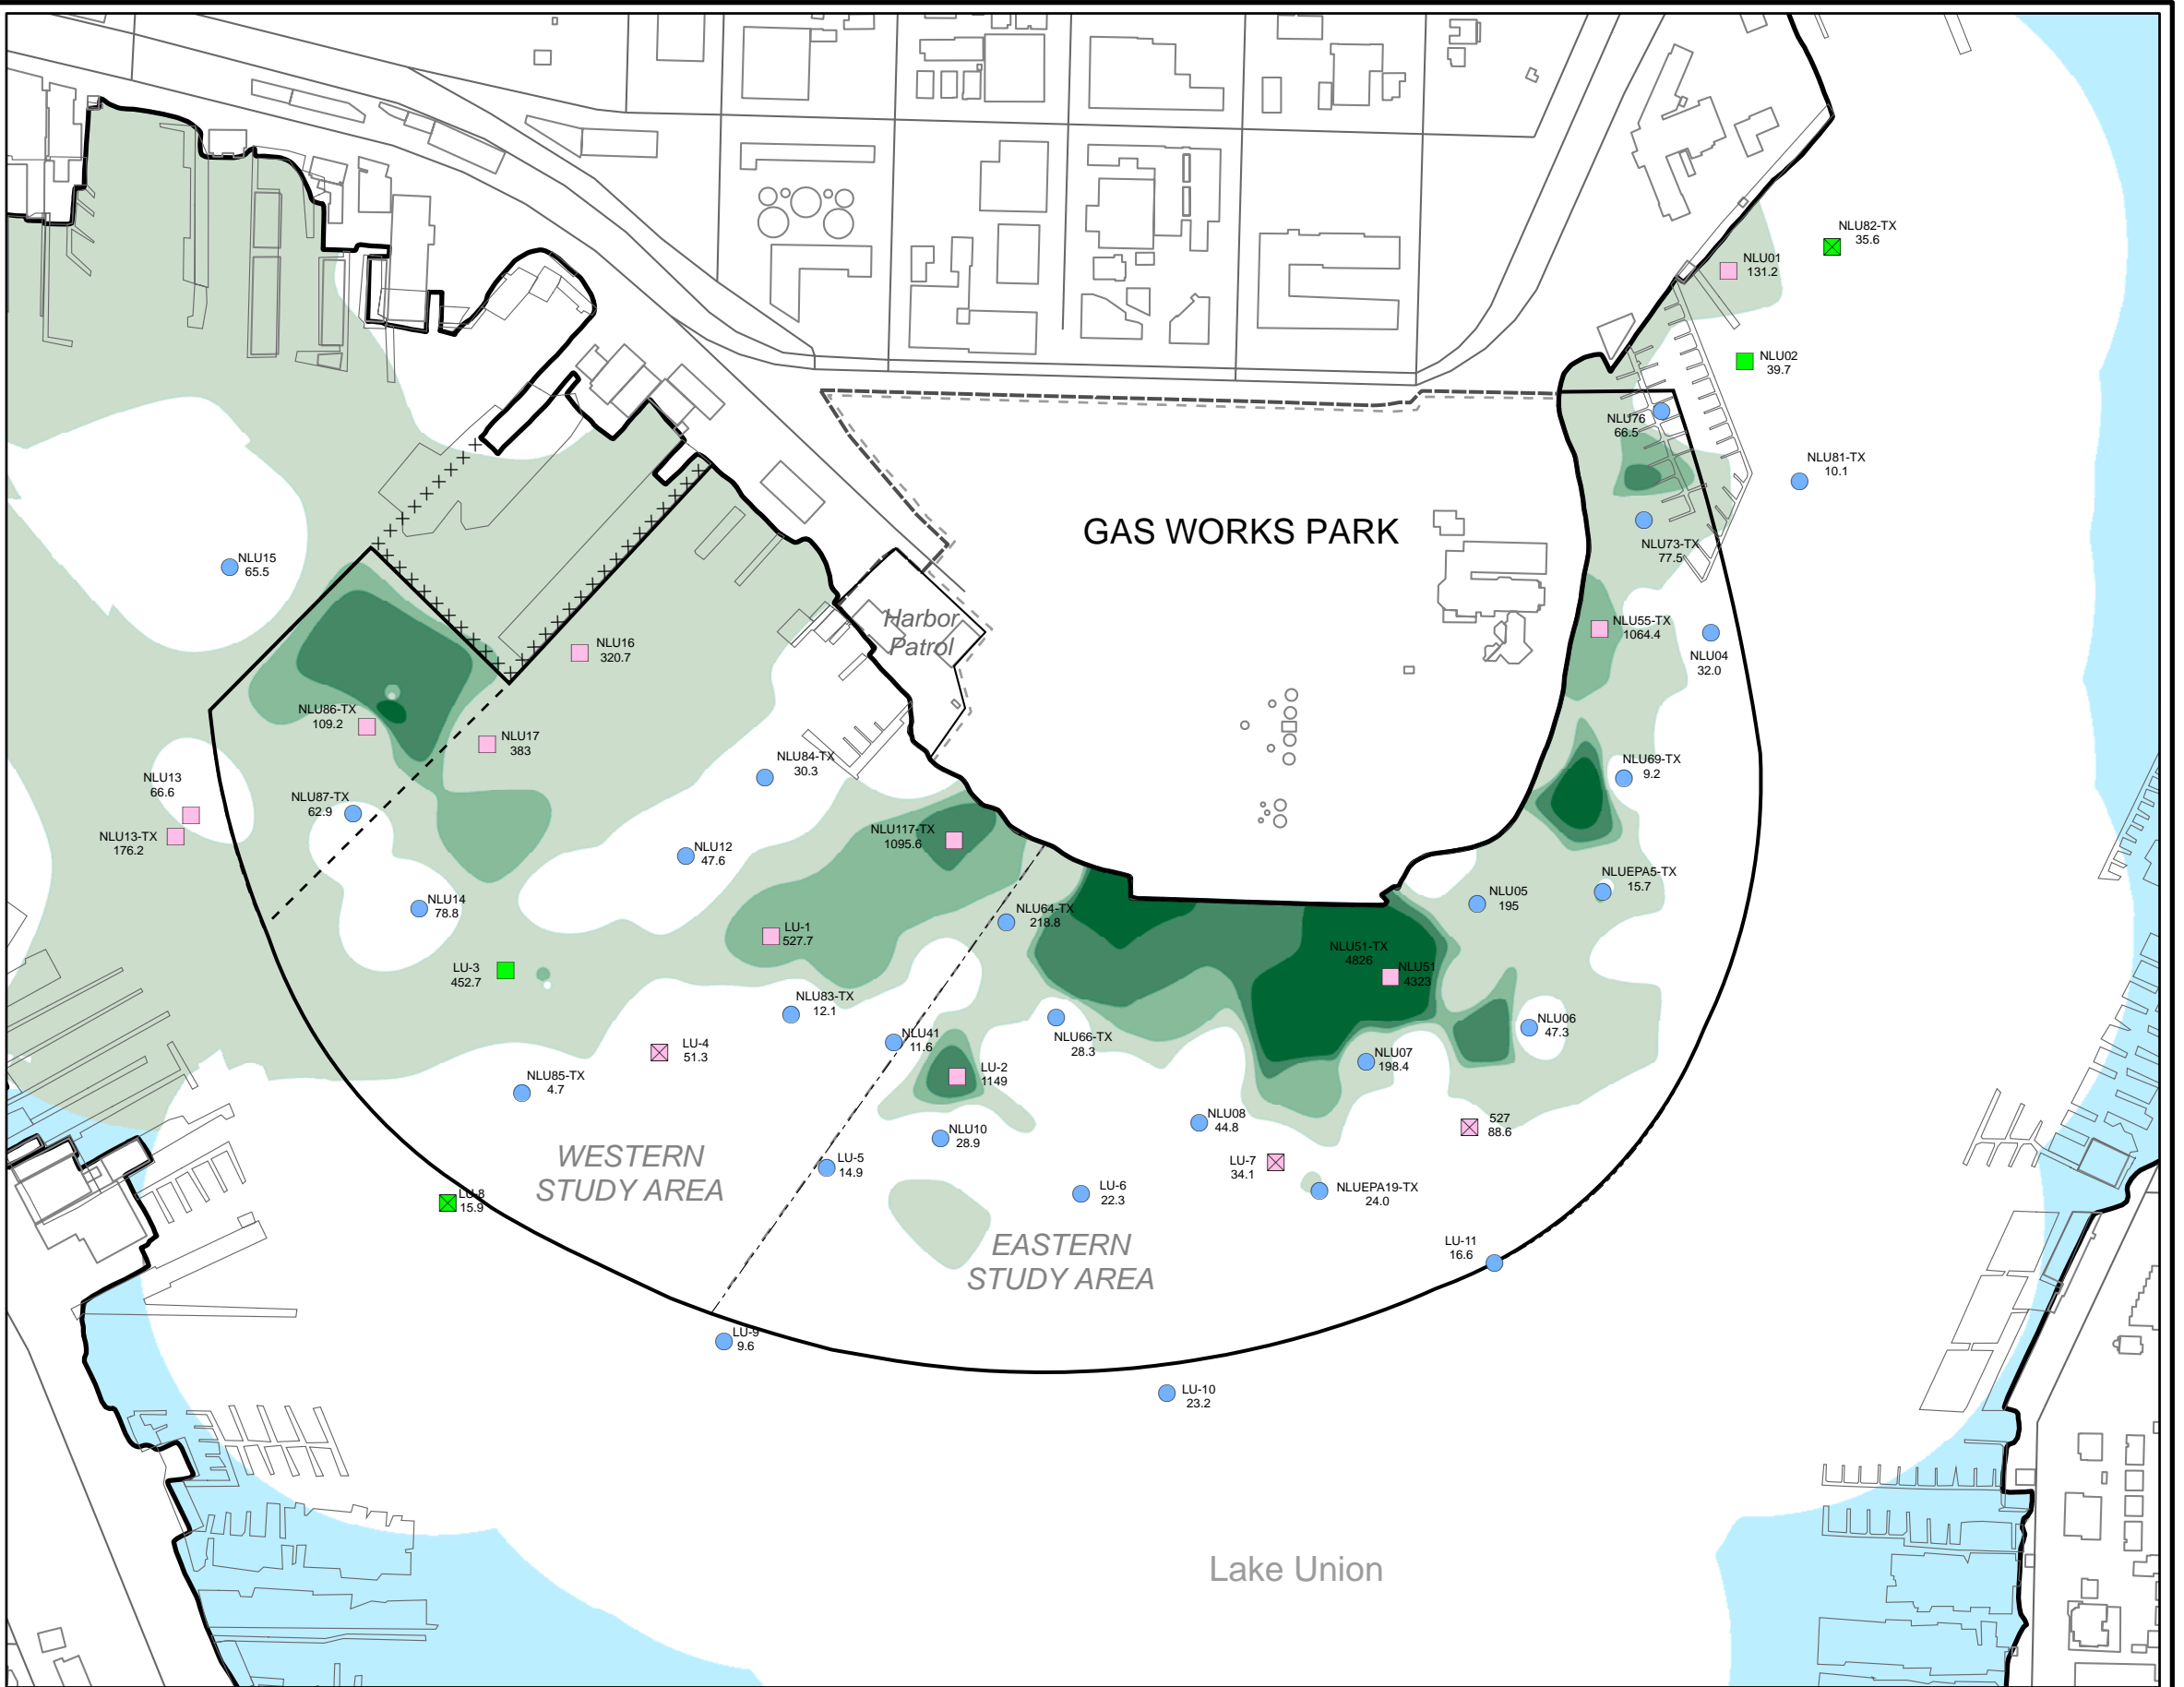 NLU82-TX
35.6
NLU01
131.2
NLU02
39.7
NLU76
66.5
NLU81-TX
10.1
GAS WORKS PARK
NLU73-TX
77.5
NLU15
65.5
Harbor
Patrol
NLU16
320.7
NLU55-TX
1064.4
NLU04
32.0
NLU86-TX
109.2
NLU17
383
NLU84-TX
30.3
NLU69-TX
9.2
NLU13
66.6
NLU87-TX
62.9
NLU13-TX
176.2
NLU12
47.6
NLU117-TX
1095.6
NLUEPA5-TX
15.7
NLU14
78.8
NLU05
195
NLU64-TX
218.8
LU-1
527.7
NLU51-TX
4826
NLU51
4323
LU-3
452.7
NLU83-TX
12.1
NLU41
11.6
NLU66-TX
28.3
NLU06
47.3
LU-4
51.3
NLU07
198.4
LU-2
1149
NLU85-TX
4.7
NLU08
44.8
527
88.6
NLU10
28.9
WESTERN
STUDY AREA
LU-5
14.9
LU-7
34.1
LU-6
22.3
NLUEPA19-TX
24.0
LU-8
15.9
EASTERN
STUDY AREA
LU-11
16.6
LU-9
9.6
LU-10
23.2
Lake Union